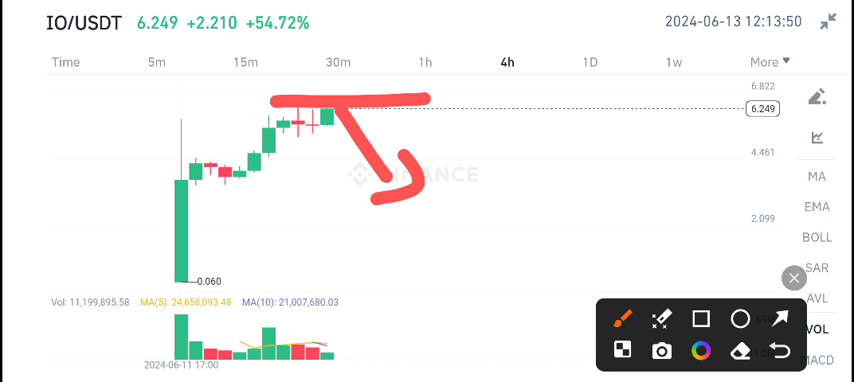 IO/USDT 6.249 +2.210 +54.72% 2024-06-13 12:13:50
Time 5m 15m 30m 1h 4h 1D 1w More
6.822
6.249
4.461
2.099
0.060
BINANCE
MA
EMA
BOLL
SAR
AVL
VOL
MACD
Vol: 11,199,895.58 MA(5): 24,658,093.48 MA(10): 21,007,680.03
2024-06-11 17:00